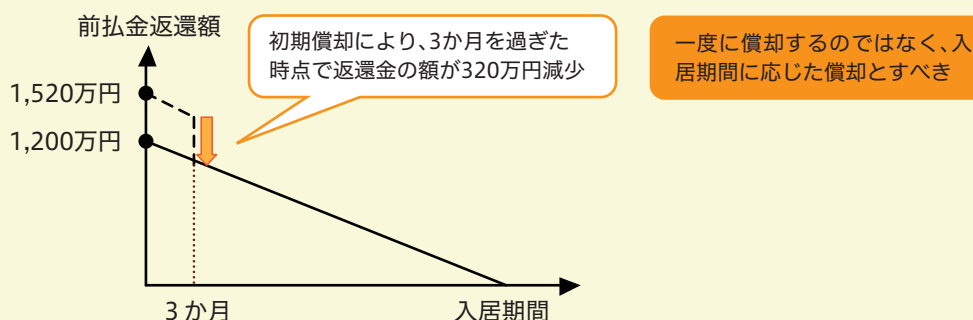 前払金返還額
初期償却により、3か月を過ぎた
時点で返還金の額が320万円減少
一度に償却するのではなく、入
居期間に応じた償却とすべき
1,520万円
1,200万円
3か月
入居期間